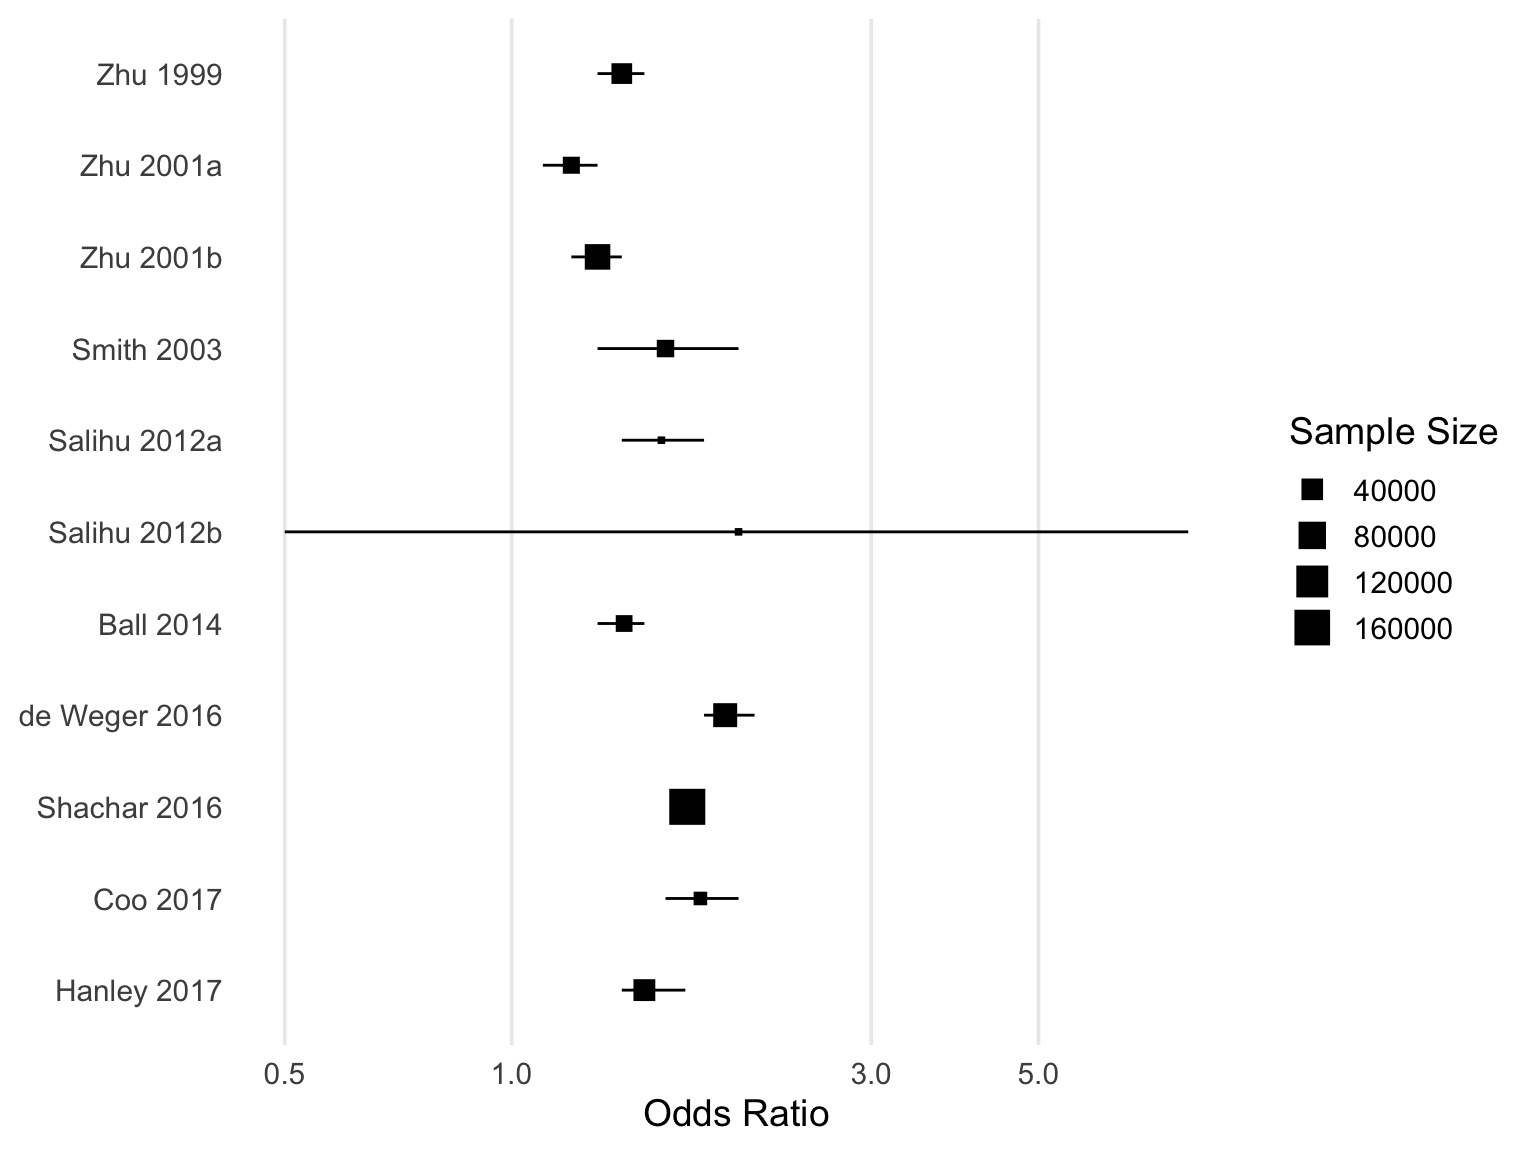 Zhu 1999
Zhu 2001a
Zhu 2001b
Smith 2003
Salihu 2012a
Salihu 2012b
Ball 2014
de Weger 2016
Shachar 2016
Coo 2017
Hanley 2017
0.5 1.0 3.0 5.0
Odds Ratio
Sample Size
40000
80000
120000
160000